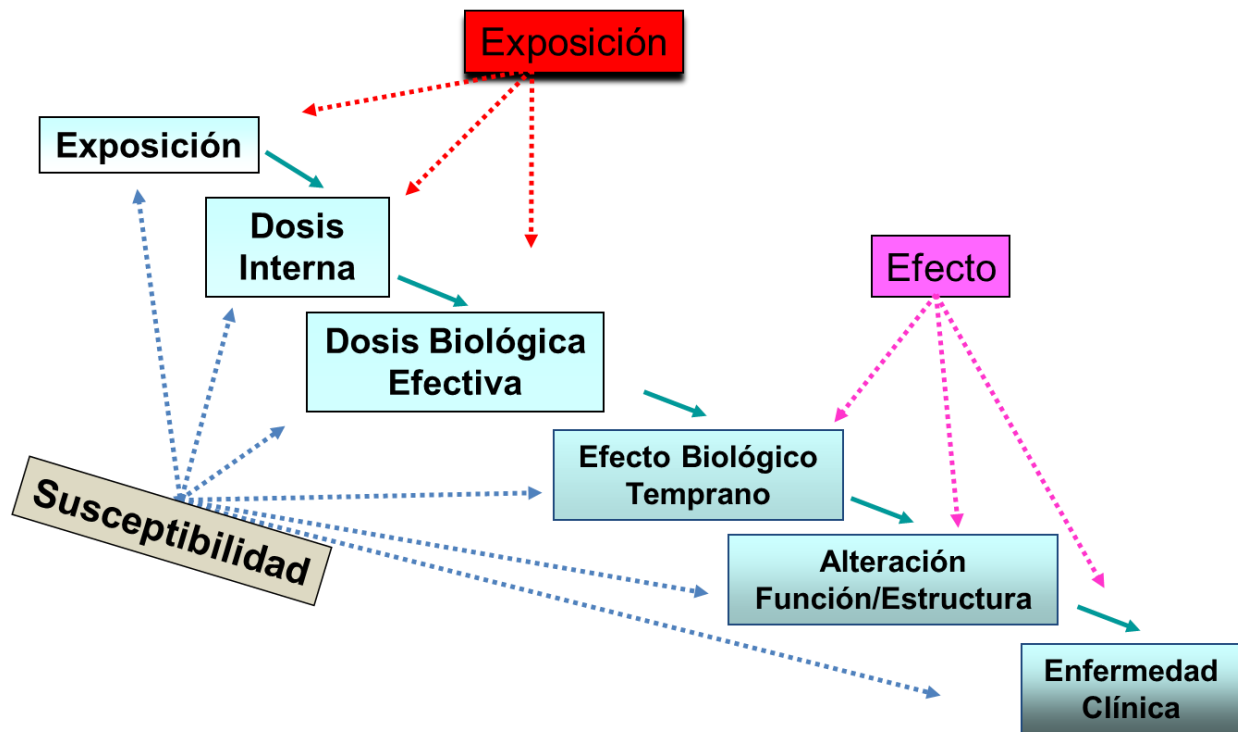 Exposición
Exposición
Dosis
Interna
Efecto
Dosis Biológica
Efectiva
Efecto Biológico
Temprano
Susceptibilidad
Alteración
Función/Estructura
Enfermedad
Clínica